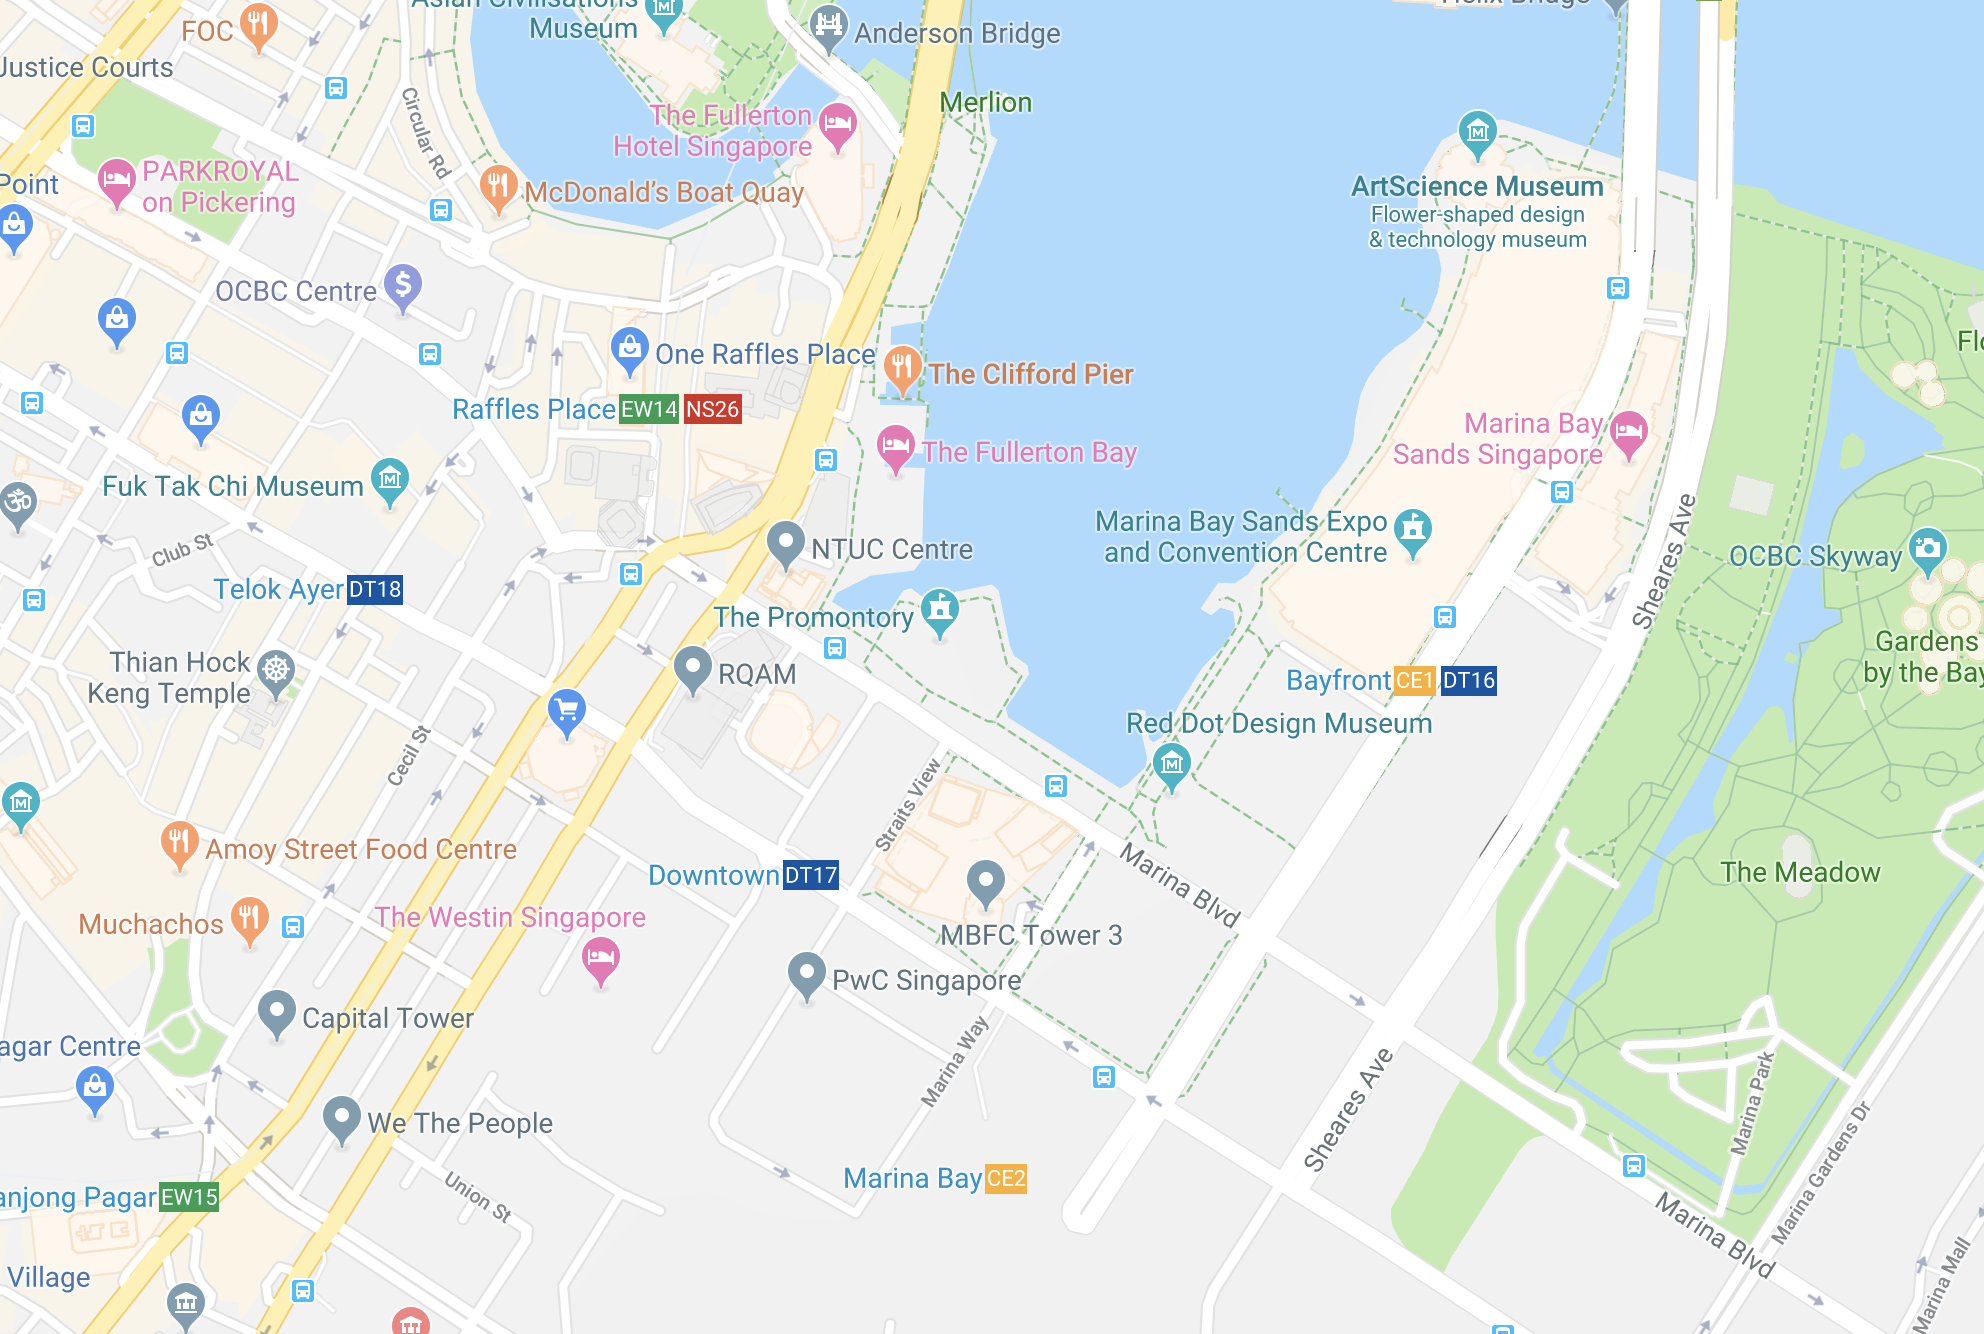 Asian Civilisations
Museum
FOC
Anderson Bridge
Helix Bridge
Justice Courts
Circular Rd
Merlion
The Fullerton
Hotel Singapore
PARKROYAL
on Pickering
Point
McDonald's Boat Quay
ArtScience Museum
Flower-shaped design
& technology museum
OCBC Centre
$
One Raffles Place
The Clifford Pier
Flo
Raffles Place EW14 NS26
Marina Bay
Sands Singapore
The Fullerton Bay
Fuk Tak Chi Museum
ॐ
Club St
NTUC Centre
Marina Bay Sands Expo
and Convention Centre
Sheares Ave
OCBC Skyway
Telok Ayer DT18
The Promontory
Gardens
by the Bay
Thian Hock
Keng Temple
RQAM
Bayfront CE1 DT16
Red Dot Design Museum
Cecil St
Straits View
Amoy Street Food Centre
Downtown DT17
Marina Blvd
The Meadow
Muchachos
The Westin Singapore
MBFC Tower 3
PwC Singapore
Capital Tower
agar Centre
Marina Way
Sheares Ave
Marina Park
Marina Gardens Dr
We The People
Union St
Marina Bay CE2
anjong Pagar EW15
Marina Blvd
Marina Mall
Village